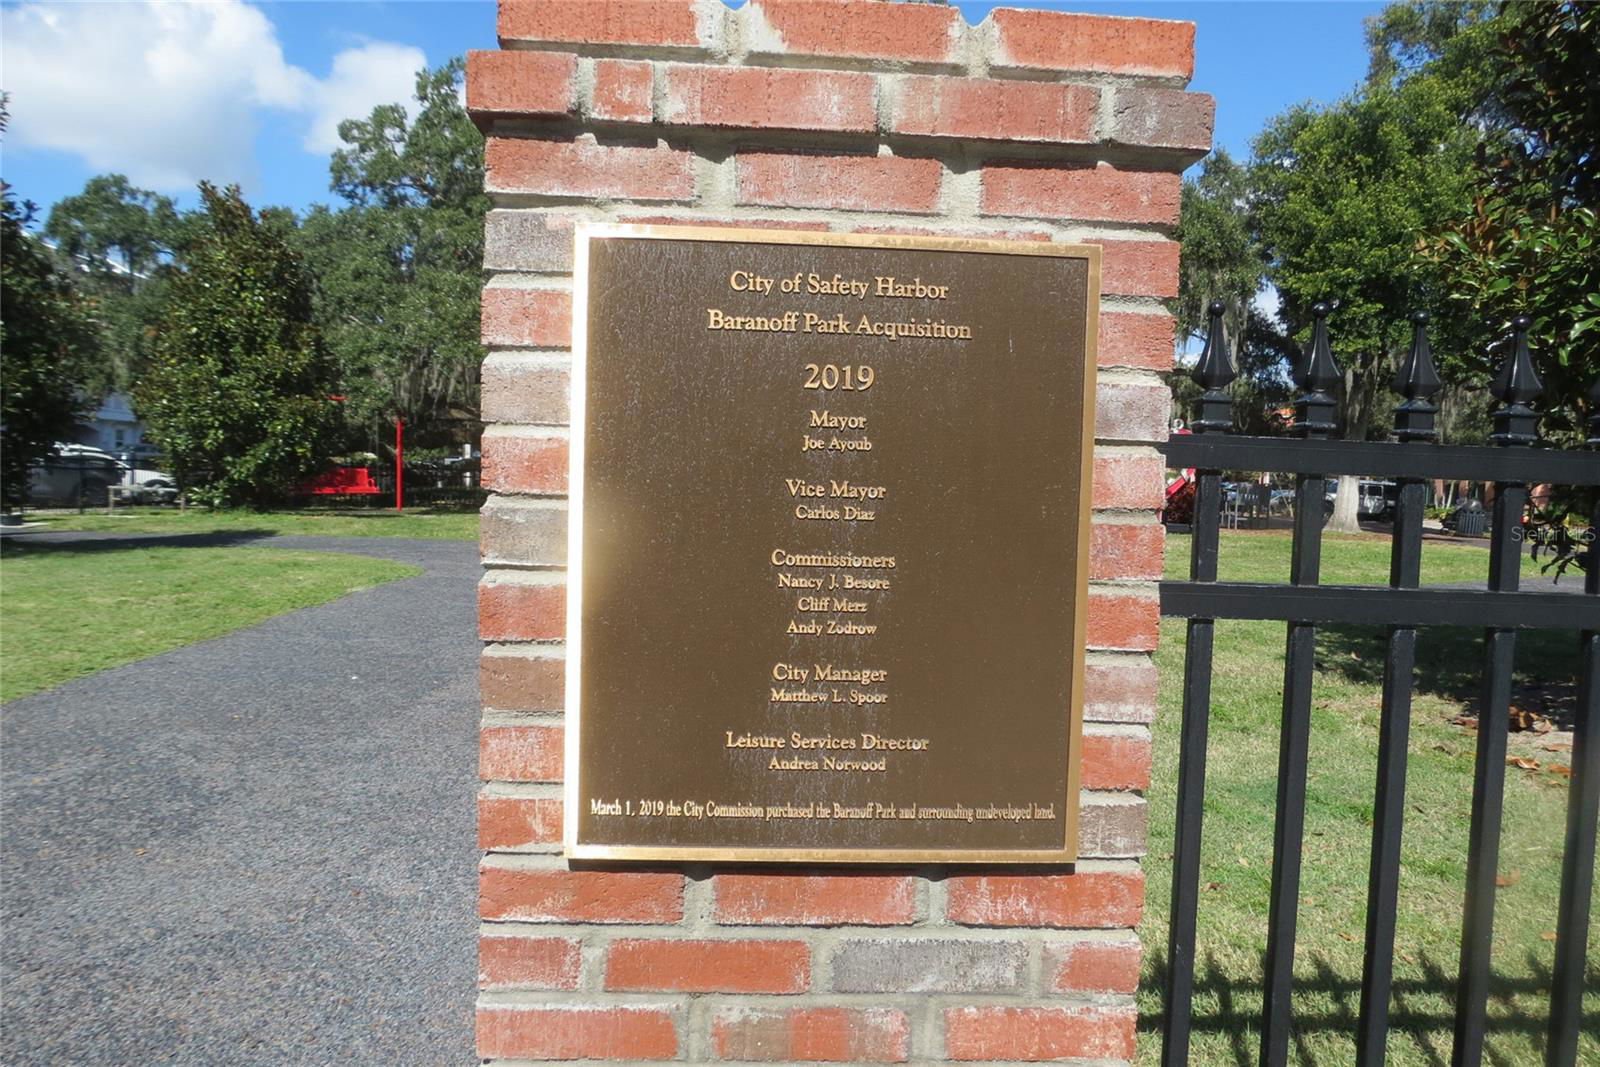 City of Safety Harbor
Baranoff Park Acquisition
2019
Mayor
Joe Ayoub
Vice Mayor
Carlos Diaz
Commissioners
Nancy J. Besore
Cliff Merz
Andy Zodrow
City Manager
Matthew L. Spoor
Leisure Services Director
Andrea Norwood
March 1, 2019 the City Commission purchased the Baranoff Park and surrounding undeveloped land.
StellarMLS